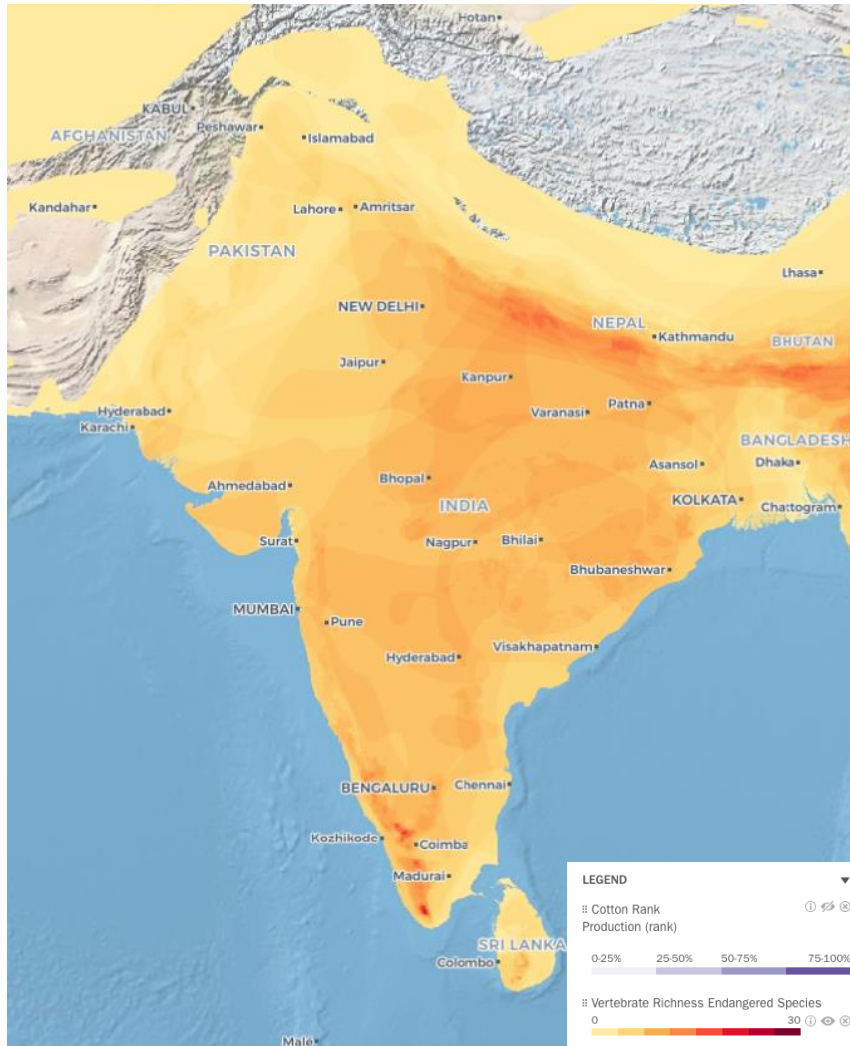 Hotan
KABUL
Peshawar
AFGHANISTAN
Islamabad
Kandahar
Lahore
Amritsar
PAKISTAN
Lhasa
NEW DELHI
NEPAL
Kathmandu
BHUTAN
Jaipur
Kanpur
Hyderabad
Varanasi
Patna
Karachi
BANGLADESH
Asansol
Dhaka
Ahmedabad
Bhopal
INDIA
KOLKATA
Chattogram
Surat
Nagpur
Bhilai
Bhubaneshwar
MUMBAI
Pune
Hyderabad
Visakhapatnam
BENGALURU
Chennai
Kozhikode
Coimba
Madurai
SRI LANKA
Colombo
Malé
LEGEND
Cotton Rank
Production (rank)
0-25% 25-50% 50-75% 75-100%
Vertebrate Richness Endangered Species
0 30